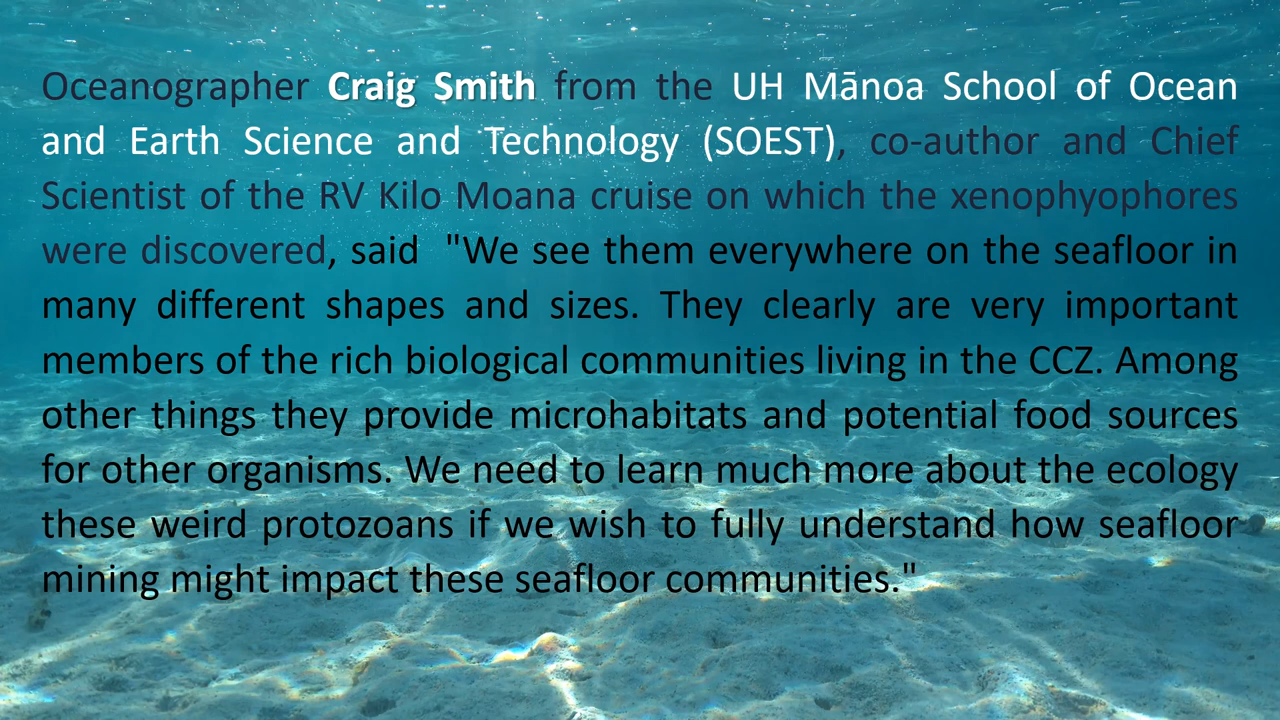 Oceanographer Craig Smith from the UH Mānoa School of Ocean
and Earth Science and Technology (SOEST), co-author and Chief
Scientist of the RV Kilo Moana cruise on which the xenophyophores
were discovered, said "We see them everywhere on the seafloor in
many different shapes and sizes. They clearly are very important
members of the rich biological communities living in the CCZ. Among
other things they provide microhabitats and potential food sources
for other organisms. We need to learn much more about the ecology
these weird protozoans if we wish to fully understand how seafloor
mining might impact these seafloor communities."